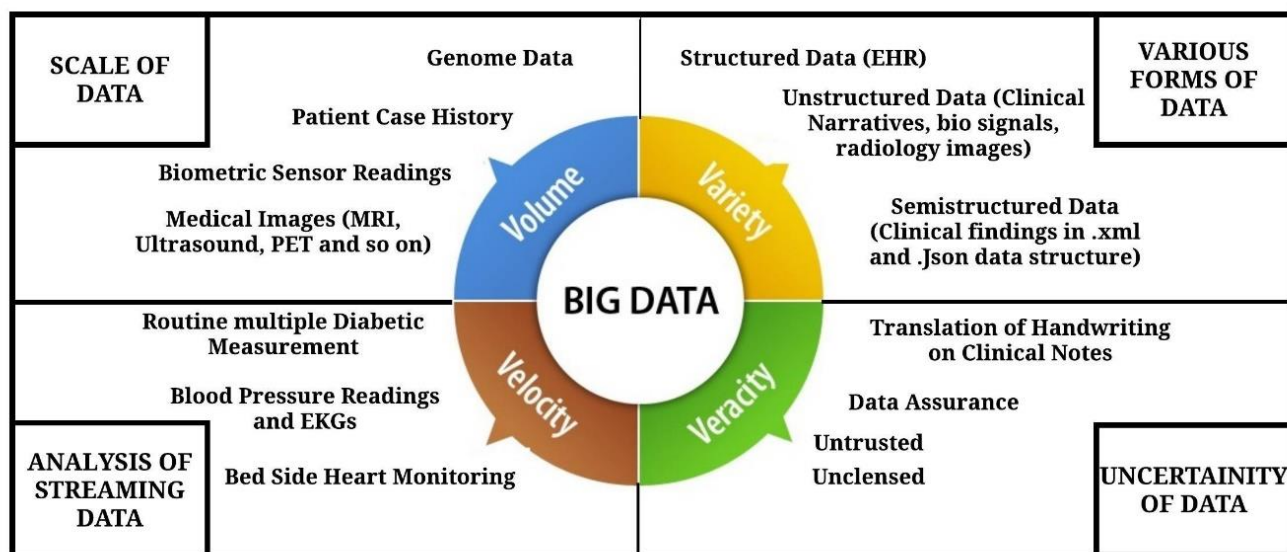 SCALE OF
DATA
Genome Data
Patient Case History
Biometric Sensor Readings
Medical Images (MRI,
Ultrasound, PET and so on)
Volume
Structured Data (EHR)
VARIOUS
FORMS OF
DATA
Unstructured Data (Clinical
Narratives, bio signals,
radiology images)
Semistructured Data
(Clinical findings in .xml
and .Json data structure)
Variety
BIG DATA
Routine multiple Diabetic
Measurement
Blood Pressure Readings
and EKGs
Bed Side Heart Monitoring
Velocity
ANALYSIS OF
STREAMING
DATA
Translation of Handwriting
on Clinical Notes
Data Assurance
Untrusted
Unclensed
Veracity
UNCERTAINITY
OF DATA